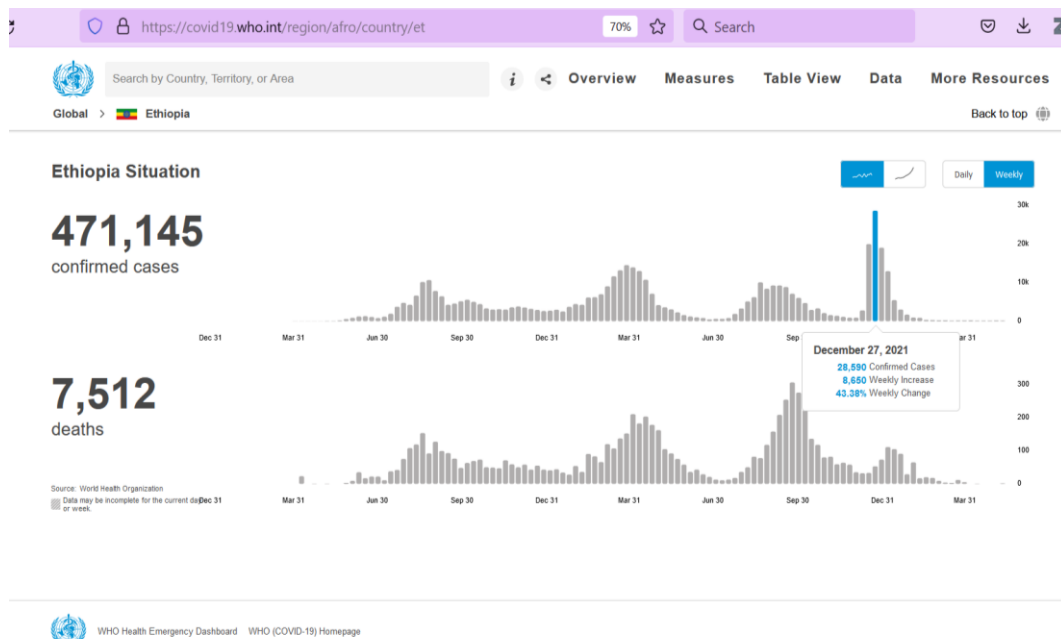 https://covid19.who.int/region/afro/country/et 70% Search
Search by Country, Territory, or Area i Overview Measures Table View Data More Resources
Global > Ethiopia Back to top
Ethiopia Situation
Daily Weekly
471,145
confirmed cases
30k
20k
10k
0
Dec 31 Mar 31 Jun 30 Sep 30 Dec 31 Mar 31 Jun 30 Sep ar 31
December 27, 2021
28,590 Confirmed Cases
8,650 Weekly Increase
43.38% Weekly Change
7,512
deaths
300
200
100
0
Source: World Health Organization
Data may be incomplete for the current da
or week.
Dec 31 Mar 31 Jun 30 Sep 30 Dec 31 Mar 31 Jun 30 Sep 30 Dec 31 Mar 31
WHO Health Emergency Dashboard WHO (COVID-19) Homepage